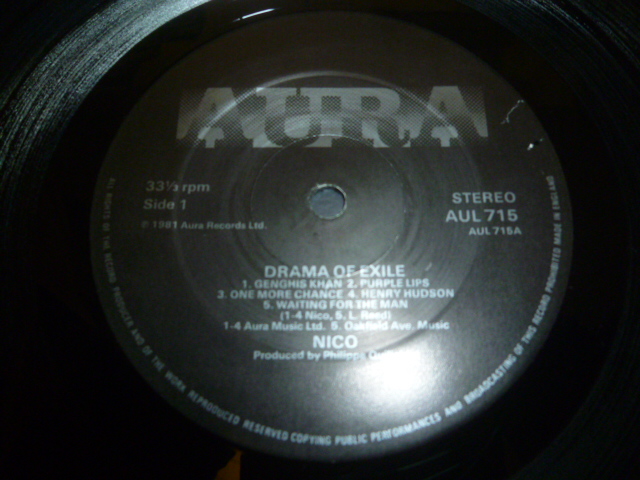 AURA
33⅓ rpm
Side 1
℗ 1981 Aura Records Ltd.
STEREO
AUL 715
AUL 715A
DRAMA OF EXILE
1. GENGHIS KHAN 2. PURPLE LIPS
3. ONE MORE CHANCE 4. HENRY HUDSON
5. WAITING FOR THE MAN
(1-4 Nico, 5. L. Reed)
1-4 Aura Music Ltd. 5. Oakfield Ave. Music
NICO
Produced by Philippe
ALL RIGHTS OF THE RECORD PRODUCER AND OF THE WORK REPRODUCED RESERVED COPYING PUBLIC PERFORMANCES AND BROADCASTING OF THIS RECORD PROHIBITED MADE IN ENGLAND